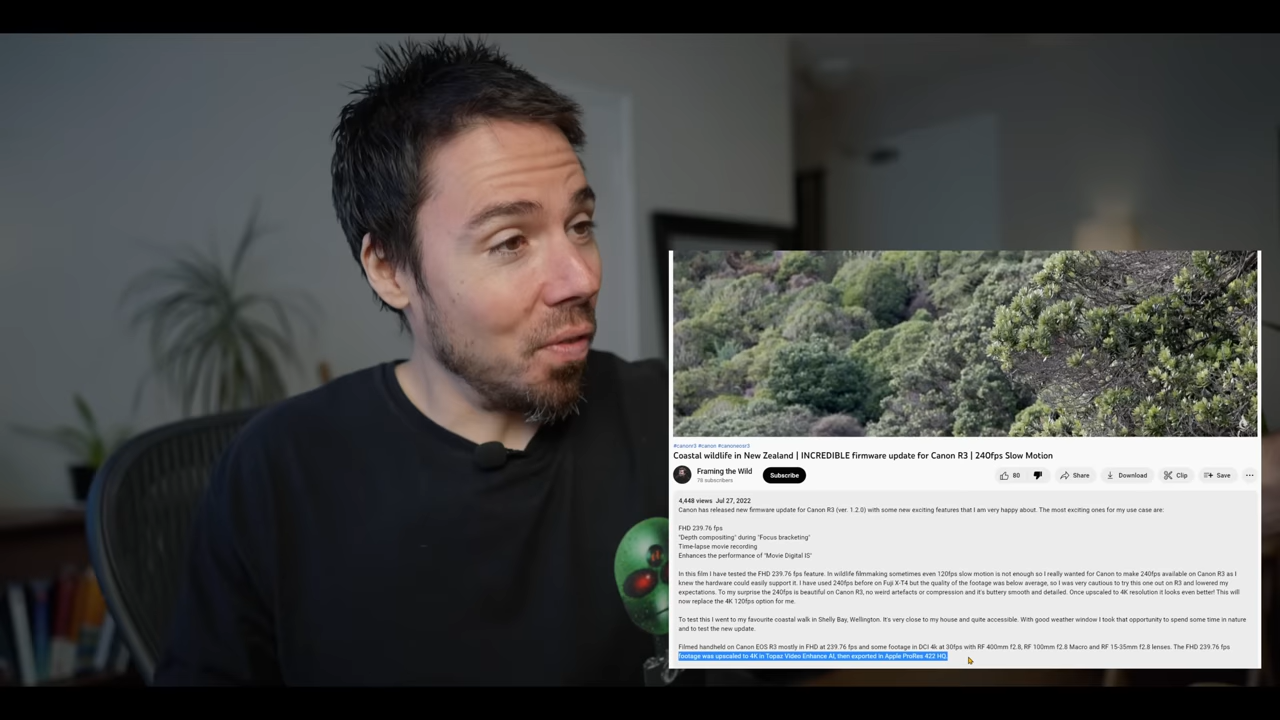 #canonr3 #canon #canoneosr3
Coastal wildlife in New Zealand | INCREDIBLE firmware update for Canon R3 | 240fps Slow Motion
Framing the Wild
78 subscribers
Subscribe
80
Share
Download
Clip
Save
4,448 views Jul 27, 2022
Canon has released new firmware update for Canon R3 (ver. 1.2.0) with some new exciting features that I am very happy about. The most exciting ones for my use case are:
FHD 239.76 fps
"Depth compositing" during "Focus bracketing"
Time-lapse movie recording
Enhances the performance of "Movie Digital IS"
In this film I have tested the FHD 239.76 fps feature. In wildlife filmmaking sometimes even 120fps slow motion is not enough so I really wanted for Canon to make 240fps available on Canon R3 as I
knew the hardware could easily support it. I have used 240fps before on Fuji X-T4 but the quality of the footage was below average, so I was very cautious to try this one out on R3 and lowered my
expectations. To my surprise the 240fps is beautiful on Canon R3, no weird artefacts or compression and it's buttery smooth and detailed. Once upscaled to 4K resolution it looks even better! This will
now replace the 4K 120fps option for me.
To test this I went to my favourite coastal walk in Shelly Bay, Wellington. It's very close to my house and quite accessible. With good weather window I took that opportunity to spend some time in nature
and to test the new update.
Filmed handheld on Canon EOS R3 mostly in FHD at 239.76 fps and some footage in DCI 4k at 30fps with RF 400mm f2.8, RF 100mm f2.8 Macro and RF 15-35mm f2.8 lenses. The FHD 239.76 fps
footage was upscaled to 4K in Topaz Video Enhance AI, then exported in Apple ProRes 422 HQ.